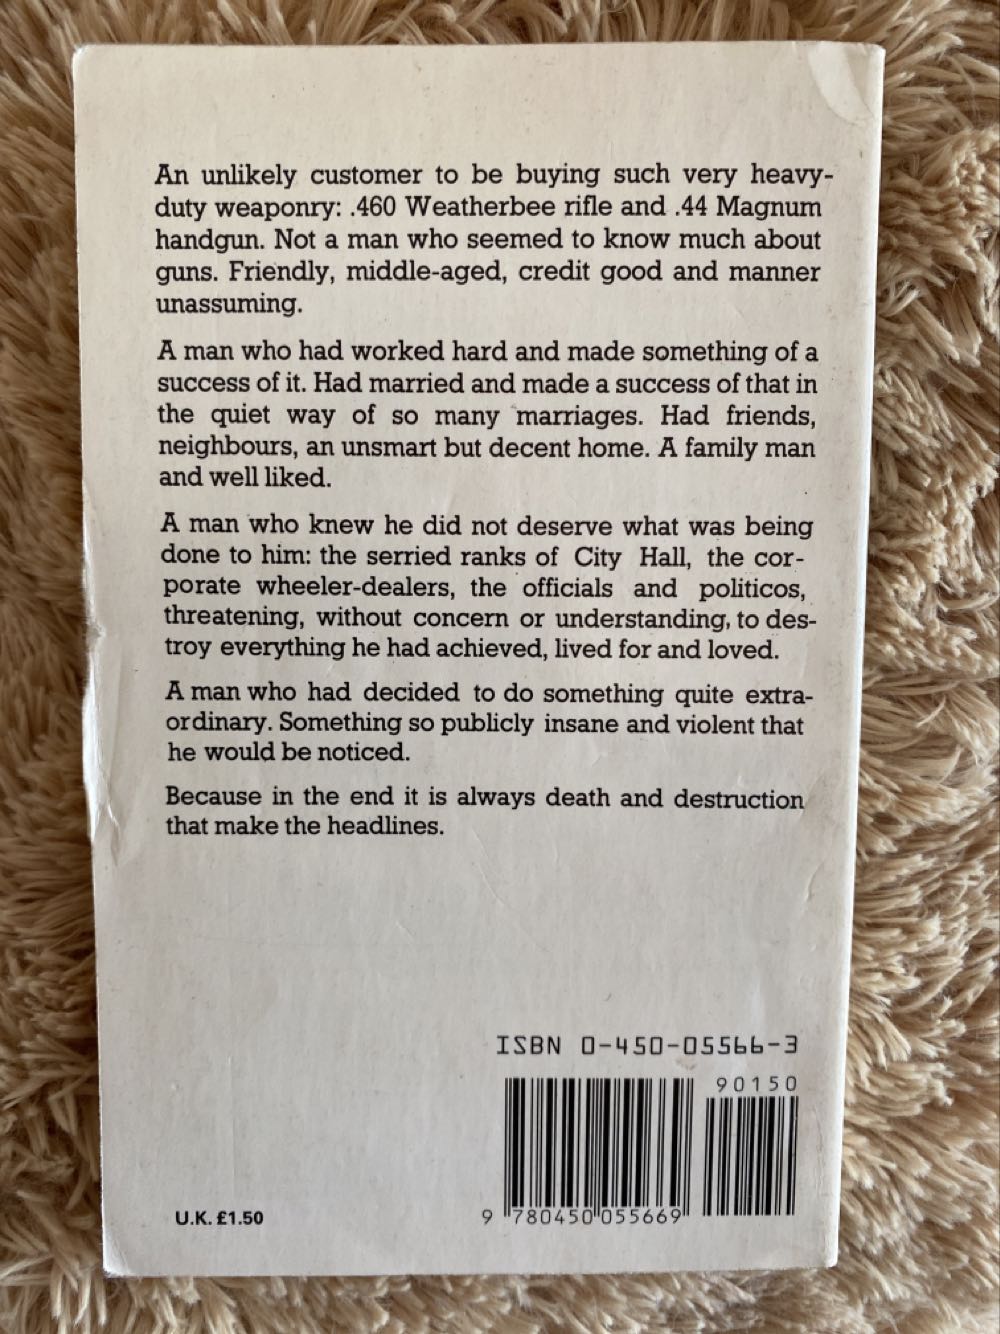 An unlikely customer to be buying such very heavy-
duty weaponry: .460 Weatherbee rifle and .44 Magnum
handgun. Not a man who seemed to know much about
guns. Friendly, middle-aged, credit good and manner
unassuming.
A man who had worked hard and made something of a
success of it. Had married and made a success of that in
the quiet way of so many marriages. Had friends,
neighbours, an unsmart but decent home. A family man
and well liked.
A man who knew he did not deserve what was being
done to him: the serried ranks of City Hall, the cor-
porate wheeler-dealers, the officials and politicos,
threatening, without concern or understanding, to des-
troy everything he had achieved, lived for and loved.
A man who had decided to do something quite extra-
ordinary. Something so publicly insane and violent that
he would be noticed.
Because in the end it is always death and destruction
that make the headlines.
ISBN 0-450-05566-3
90150
9 780450 055669
U.K. £1.50